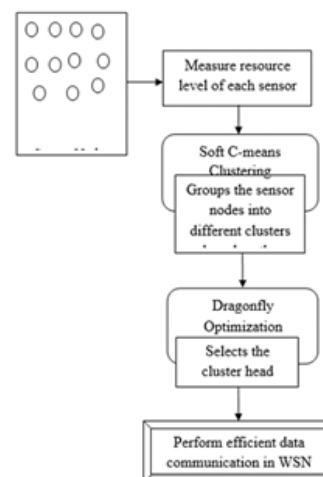 Measure resource
level of each sensor
Soft C-means
Clustering
Groups the sensor
nodes into
different clusters
Dragonfly
Optimization
Selects the
cluster head
Perform efficient data
communication in WSN